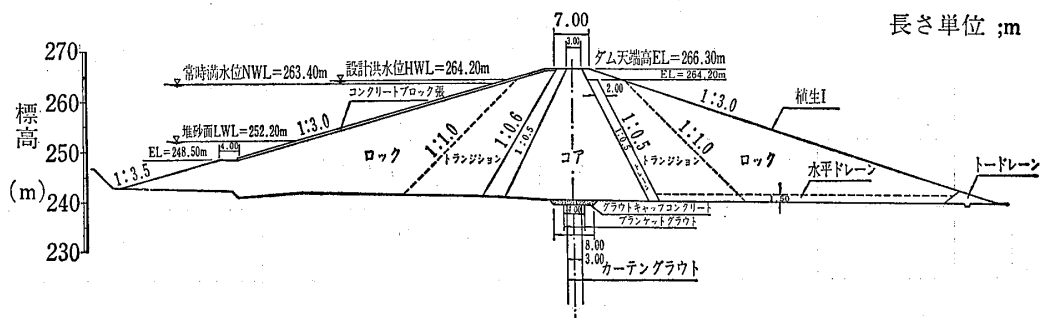 7.00
3.00
長さ単位 ;m
270
260
250
240
230
標高
(m)
常時満水位NWL=263.40m
設計洪水位HWL=264.20m
ダム天端高EL=266.30m
EL=264.20m
コンクリートブロック張
堆砂面LWL=252.20m
EL=248.50m
4.00
1:3.5
1:3.0
1:1.0
1:0.6
1:0.5
2.00
1:0.5
1:0.5
1:1.0
1:3.0
植生I
ロック
トランジション
コア
トランジション
ロック
水平ドレーン
トードレーン
グラウトキャップコンクリート
ブランケットグラウト
8.00
3.00
カーテングラウト